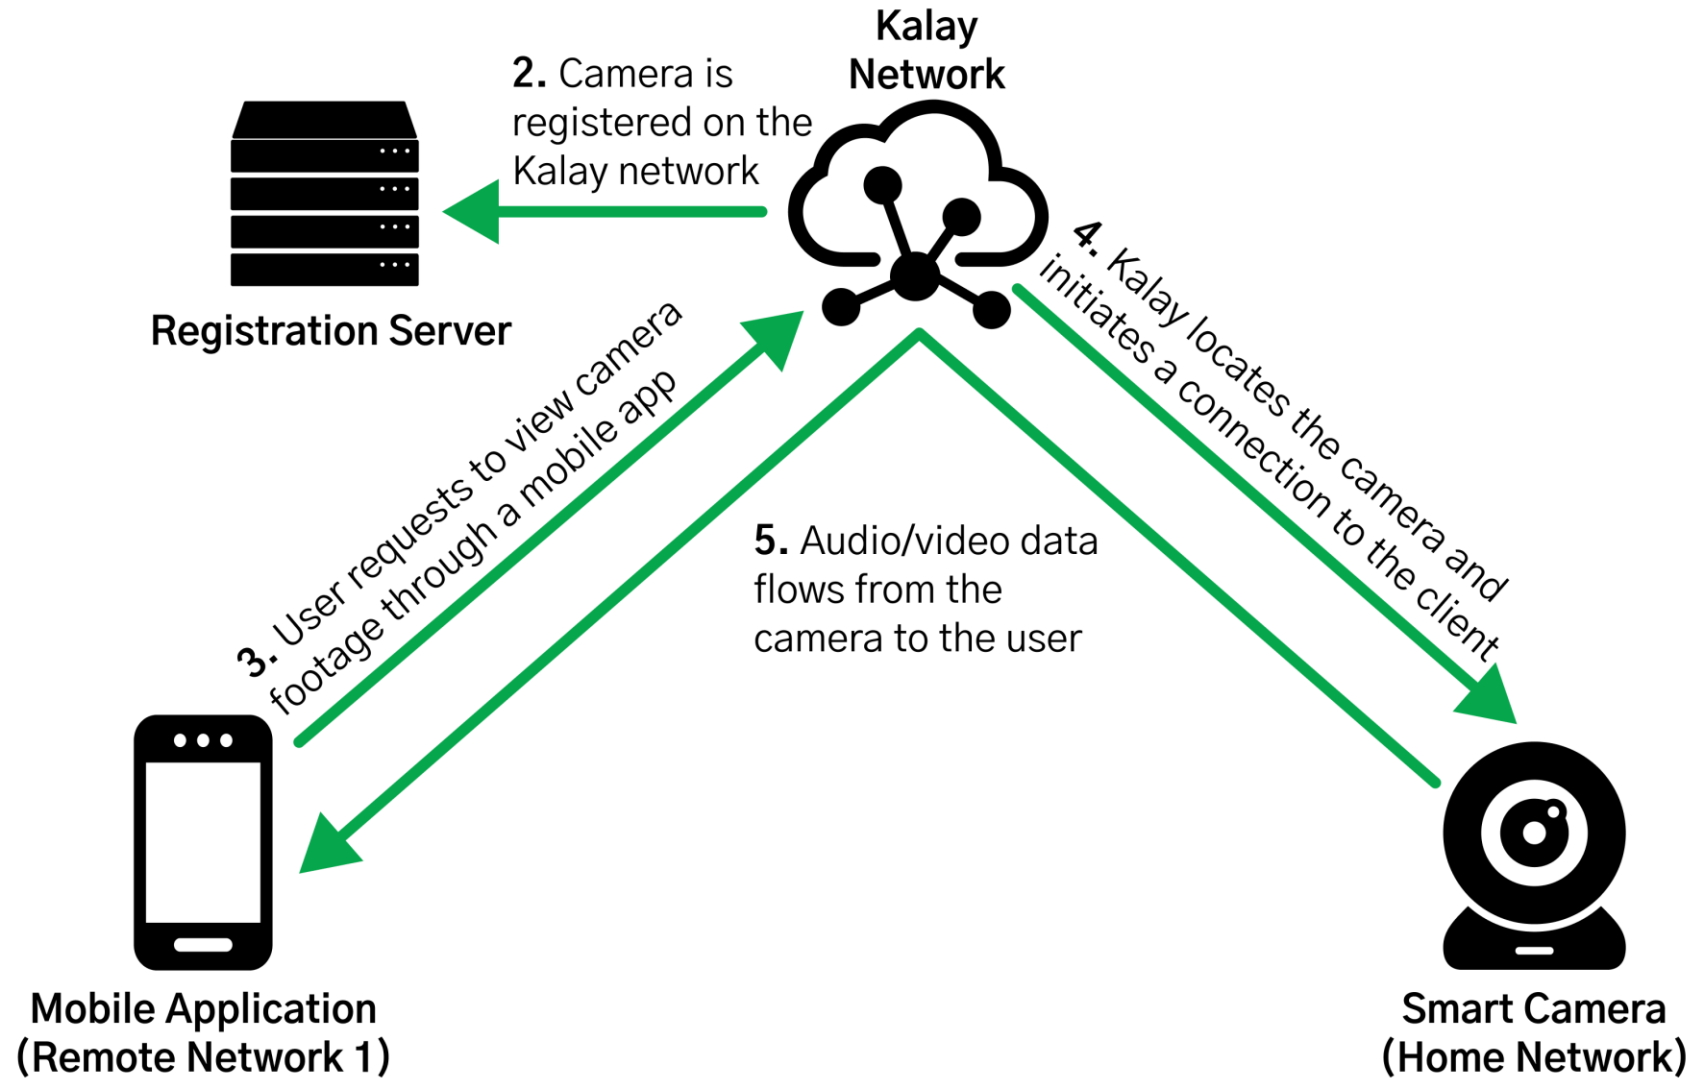 Kalay
Network
2. Camera is
registered on the
Kalay network
Registration Server
3. User requests to view camera
footage through a mobile app
4. Kalay locates the camera and
initiates a connection to the client
5. Audio/video data
flows from the
camera to the user
Mobile Application
(Remote Network 1)
Smart Camera
(Home Network)